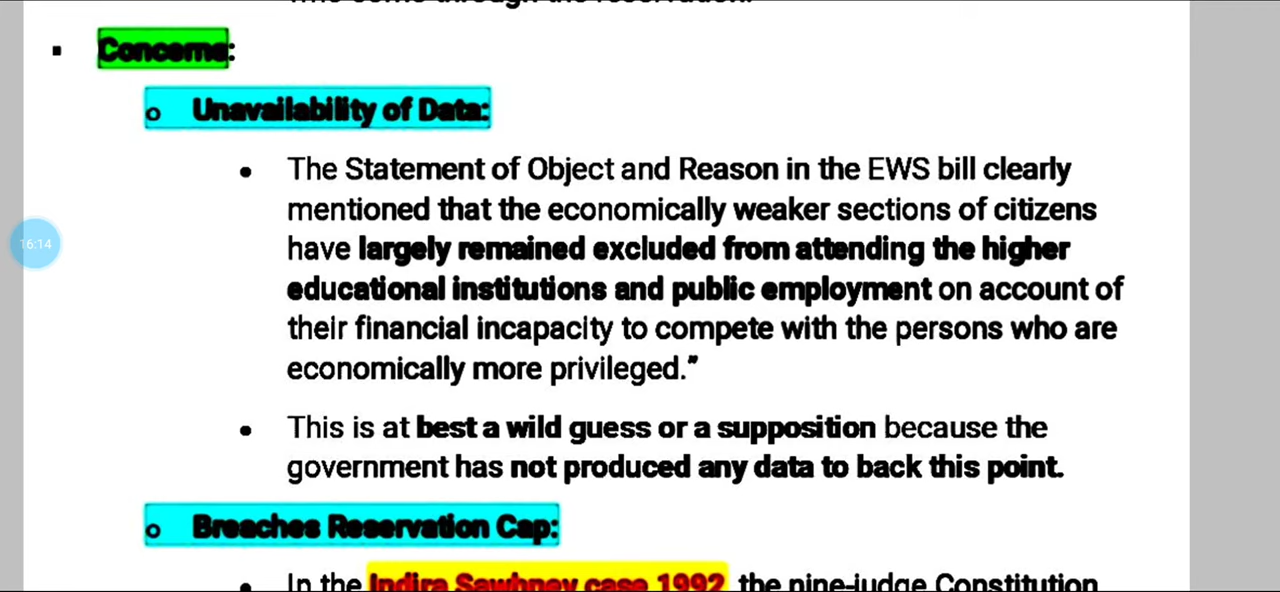 Concerns:
Unavailability of Data:
The Statement of Object and Reason in the EWS bill clearly
mentioned that the economically weaker sections of citizens
have largely remained excluded from attending the higher
educational institutions and public employment on account of
their financial incapacity to compete with the persons who are
economically more privileged.”
16:14
This is at best a wild guess or a supposition because the
government has not produced any data to back this point.
Breaches Reservation Cap:
In the Indira Sawhney case 1992, the nine-judge Constitution